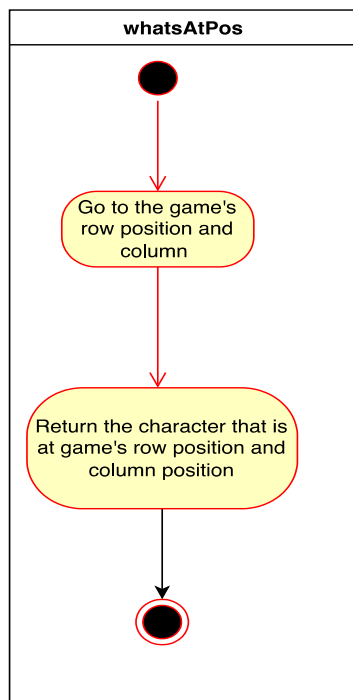 whatsAtPos
Go to the game's
row position and
column
Return the character that is
at game's row position and
column position